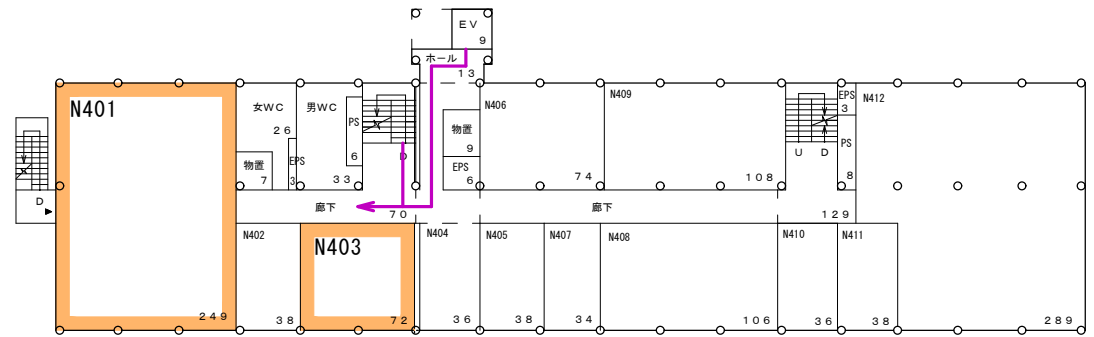 ＥＶ
９
ホール
１３
N401
女ＷＣ
２６
男ＷＣ
PS
６
３３
物置
７
EPS
３
D
N406
物置
９
EPS
６
７４
N409
１０８
U D
EPS
３
PS
８
N412
D
廊下
７０
廊下
１２９
２４９
N402
３８
N403
７２
N404
３６
N405
３８
N407
３４
N408
１０６
N410
３６
N411
３８
２８９